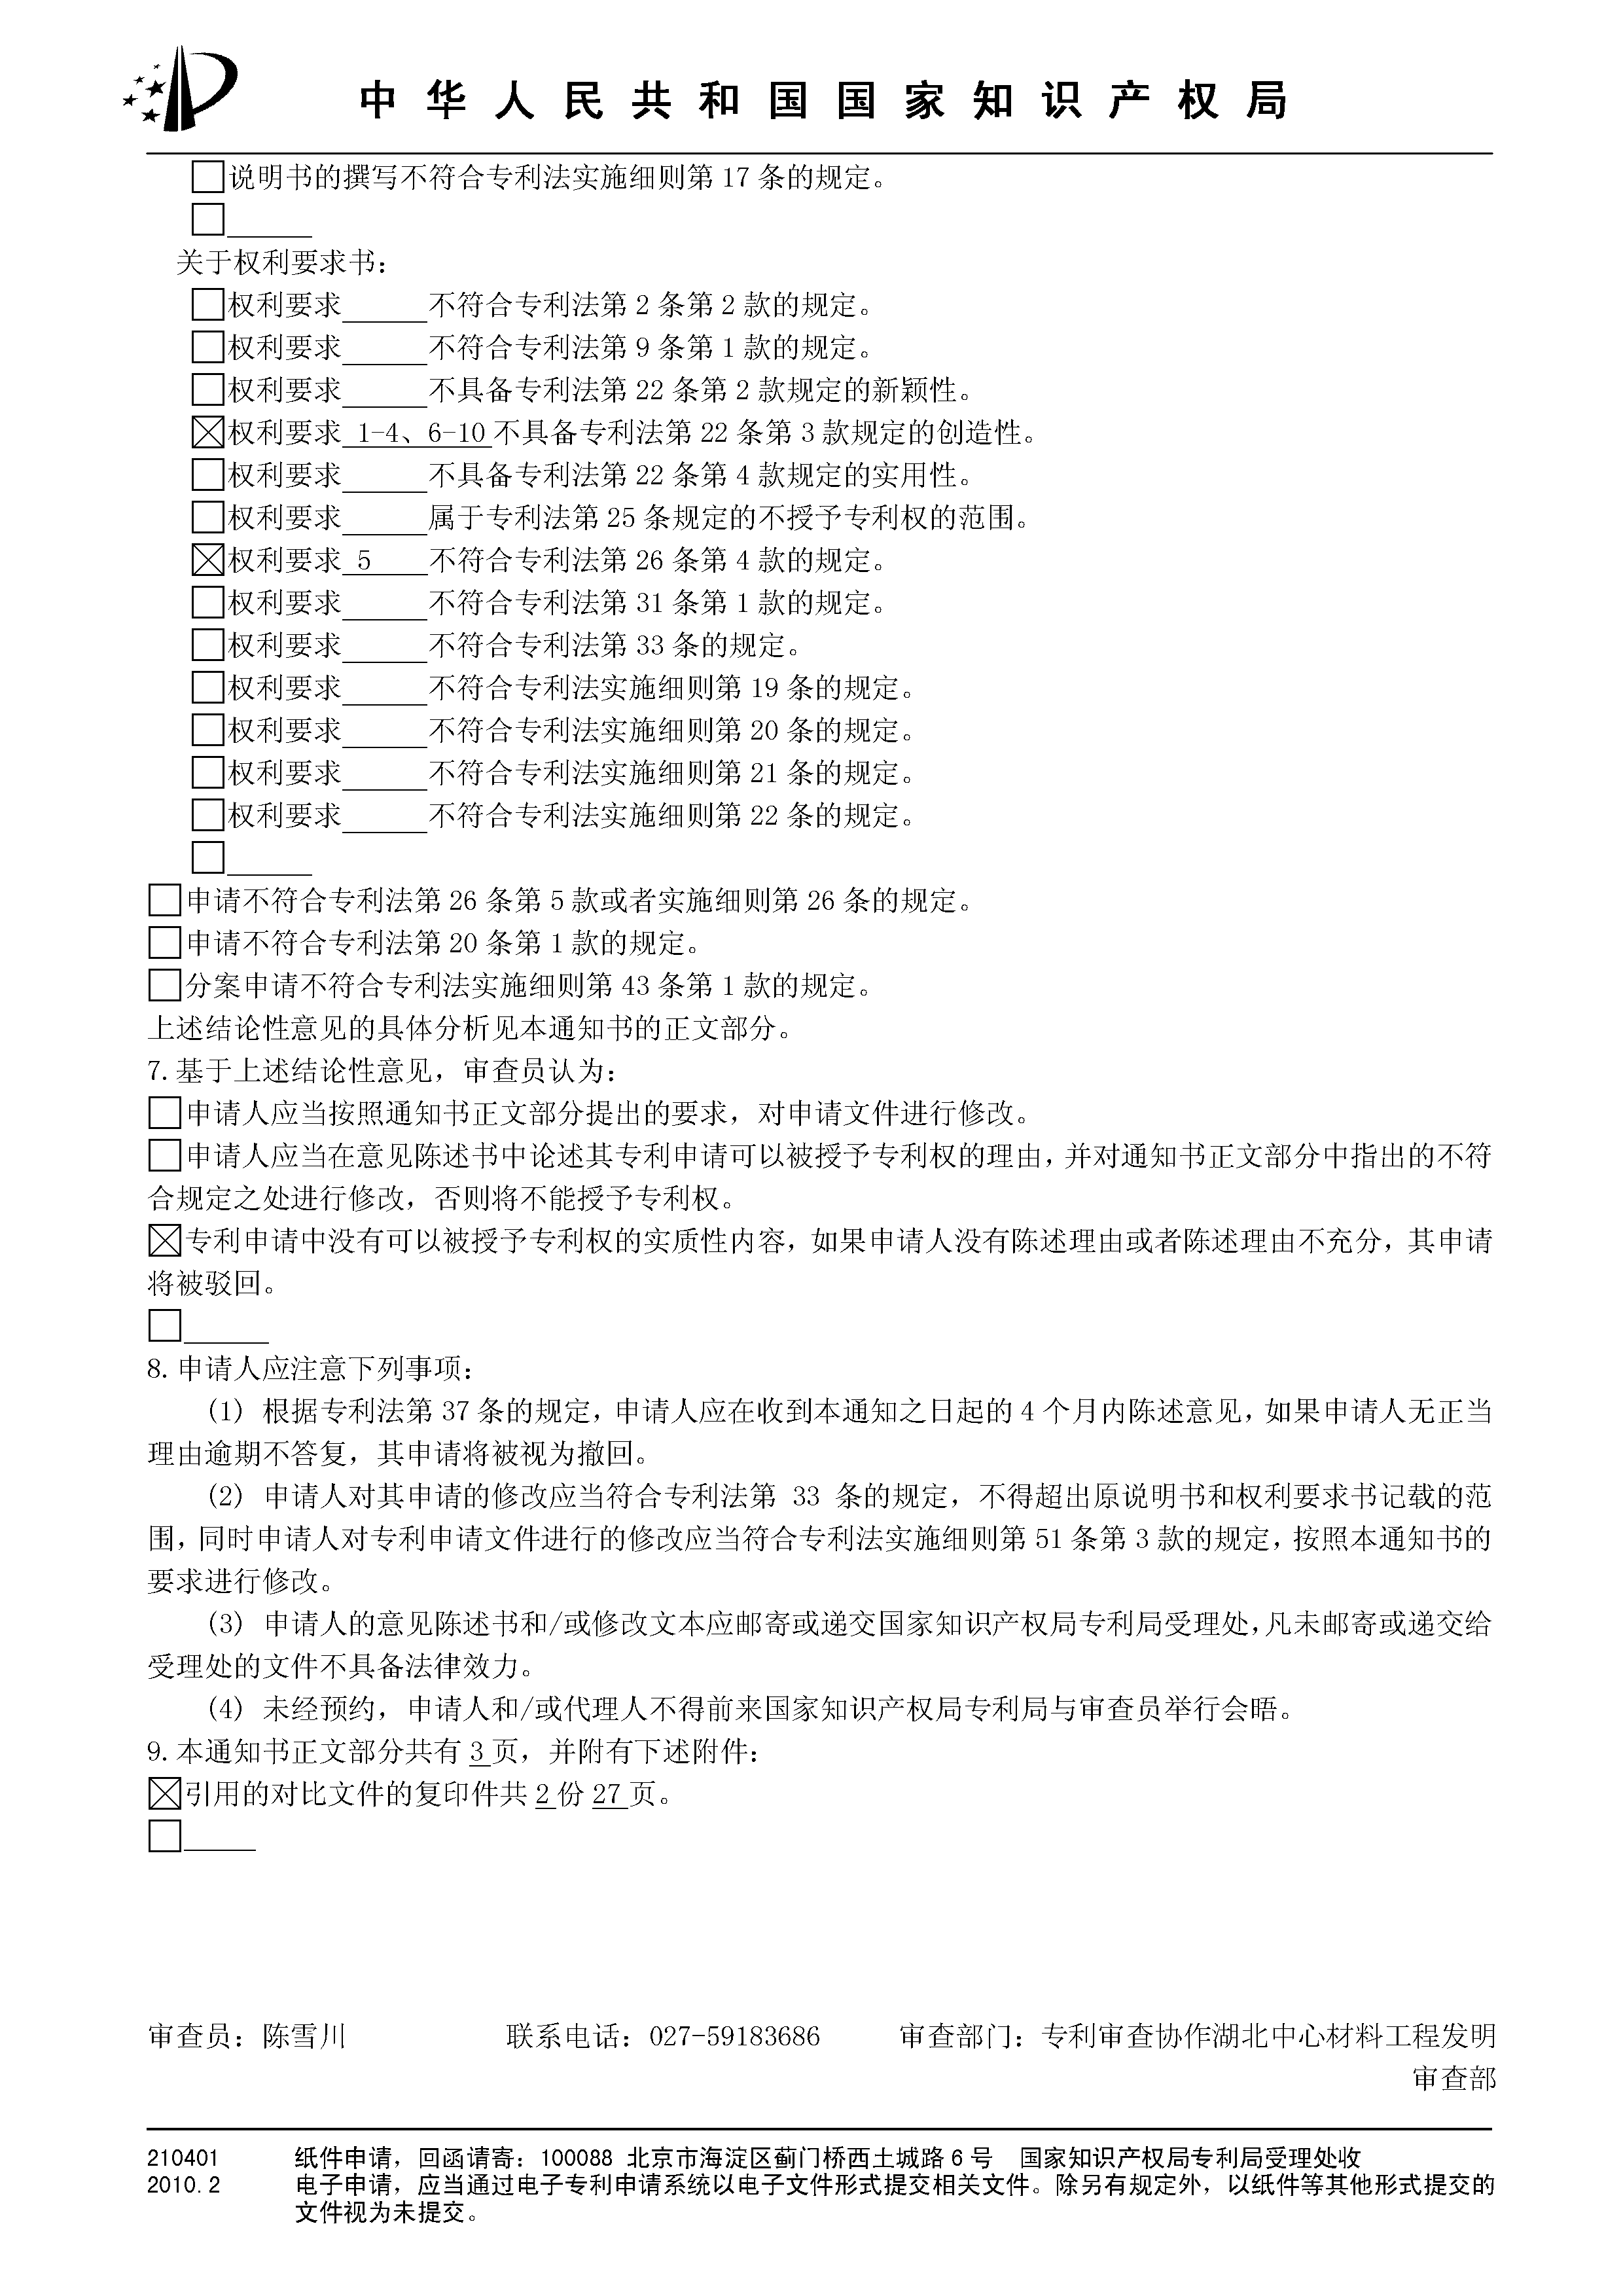 中华人民共和国国家知识产权局
□说明书的撰写不符合专利法实施细则第 17 条的规定。
□______
关于权利要求书：
□权利要求______不符合专利法第 2 条第 2 款的规定。
□权利要求______不符合专利法第 9 条第 1 款的规定。
□权利要求______不具备专利法第 22 条第 2 款规定的新颖性。
☒权利要求 1-4、6-10 不具备专利法第 22 条第 3 款规定的创造性。
□权利要求______不具备专利法第 22 条第 4 款规定的实用性。
□权利要求______属于专利法第 25 条规定的不授予专利权的范围。
☒权利要求 5 不符合专利法第 26 条第 4 款的规定。
□权利要求______不符合专利法第 31 条第 1 款的规定。
□权利要求______不符合专利法第 33 条的规定。
□权利要求______不符合专利法实施细则第 19 条的规定。
□权利要求______不符合专利法实施细则第 20 条的规定。
□权利要求______不符合专利法实施细则第 21 条的规定。
□权利要求______不符合专利法实施细则第 22 条的规定。
□______
□申请不符合专利法第 26 条第 5 款或者实施细则第 26 条的规定。
□申请不符合专利法第 20 条第 1 款的规定。
□分案申请不符合专利法实施细则第 43 条第 1 款的规定。
上述结论性意见的具体分析见本通知书的正文部分。
7.基于上述结论性意见，审查员认为：
□申请人应当按照通知书正文部分提出的要求，对申请文件进行修改。
□申请人应当在意见陈述书中论述其专利申请可以被授予专利权的理由，并对通知书正文部分中指出的不符
合规定之处进行修改，否则将不能授予专利权。
☒专利申请中没有可以被授予专利权的实质性内容，如果申请人没有陈述理由或者陈述理由不充分，其申请
将被驳回。
□______
8.申请人应注意下列事项：
(1) 根据专利法第 37 条的规定，申请人应在收到本通知之日起的 4 个月内陈述意见，如果申请人无正当
理由逾期不答复，其申请将被视为撤回。
(2) 申请人对其申请的修改应当符合专利法第 33 条的规定，不得超出原说明书和权利要求书记载的范
围，同时申请人对专利申请文件进行的修改应当符合专利法实施细则第 51 条第 3 款的规定，按照本通知书的
要求进行修改。
(3) 申请人的意见陈述书和/或修改文本应邮寄或递交国家知识产权局专利局受理处，凡未邮寄或递交给
受理处的文件不具备法律效力。
(4) 未经预约，申请人和/或代理人不得前来国家知识产权局专利局与审查员举行会晤。
9.本通知书正文部分共有 3 页，并附有下述附件：
☒引用的对比文件的复印件共 2 份 27 页。
□_____
审查员：陈雪川 联系电话：027-59183686 审查部门：专利审查协作湖北中心材料工程发明
审查部
210401 纸件申请，回函请寄：100088 北京市海淀区蓟门桥西土城路 6 号 国家知识产权局专利局受理处收
2010.2 电子申请，应当通过电子专利申请系统以电子文件形式提交相关文件。除另有规定外，以纸件等其他形式提交的
文件视为未提交。